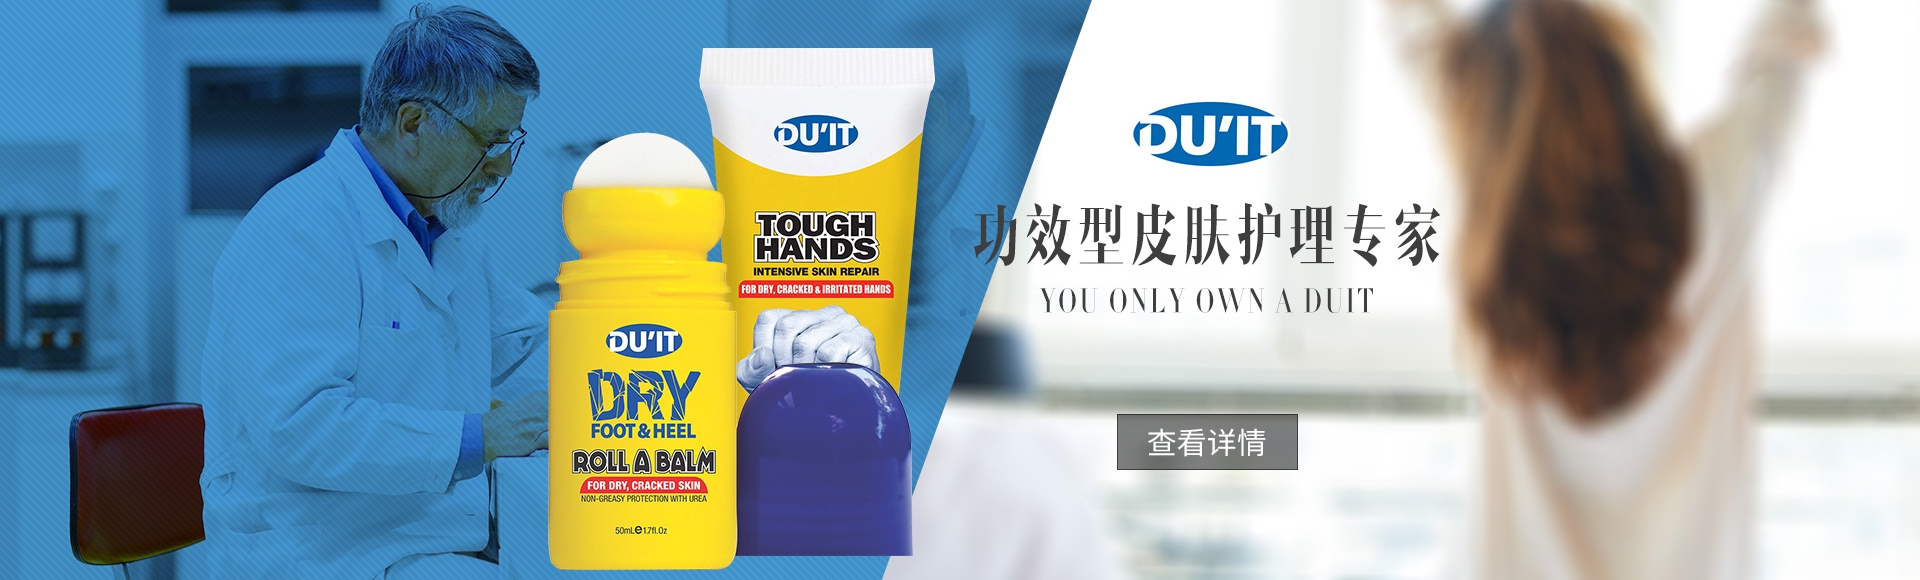 DU'IT
TOUGH
HANDS
INTENSIVE SKIN REPAIR
FOR DRY, CRACKED & IRRITATED HANDS
DU'IT
DRY
FOOT & HEEL
ROLL A BALM
FOR DRY, CRACKED SKIN
NON-GREASY PROTECTION WITH UREA
50mLe1.7fl.Oz
DU'IT
功效型皮肤护理专家
YOU ONLY OWN A DUIT
查看详情